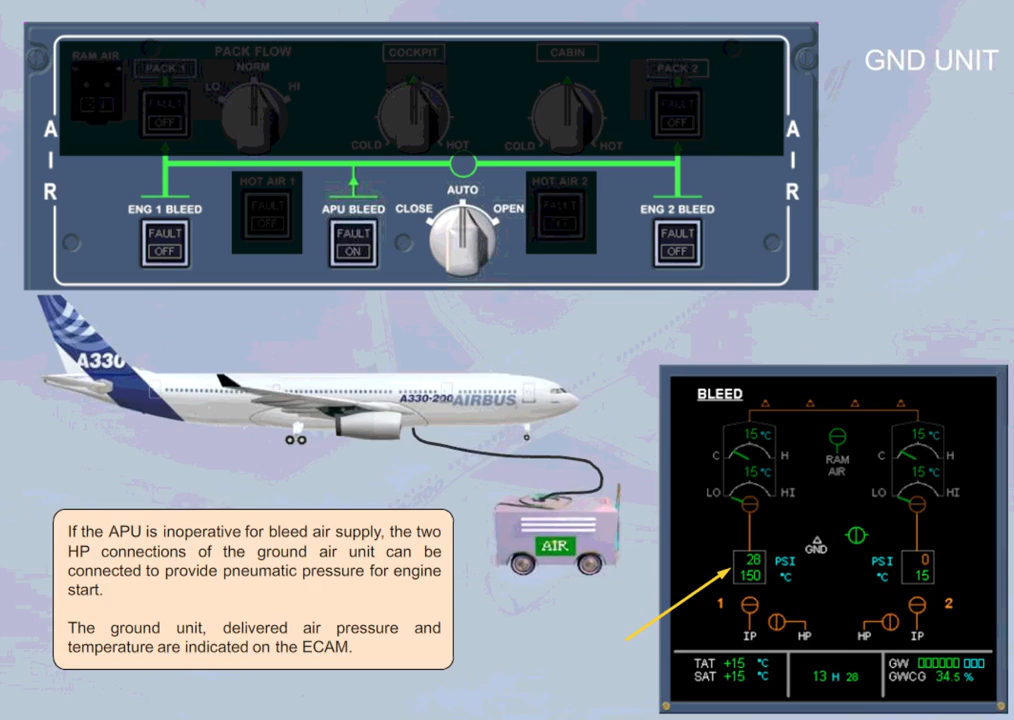 GND UNIT
RAM AIR
PACK FLOW
COCKPIT
CABIN
PACK 1
NORM
PACK 2
LO
HI
FAULT
OFF
FAULT
OFF
COLD
HOT
COLD
HOT
A
I
R
A
I
R
HOT AIR 1
HOT AIR 2
FAULT
OFF
FAULT
AUTO
ENG 1 BLEED
APU BLEED
CLOSE
OPEN
ENG 2 BLEED
FAULT
OFF
FAULT
ON
FAULT
OFF
A330
A330-200 AIRBUS
AIR
If the APU is inoperative for bleed air supply, the two
HP connections of the ground air unit can be
connected to provide pneumatic pressure for engine
start.
The ground unit, delivered air pressure and
temperature are indicated on the ECAM.
BLEED
15 °C
15 °C
C
H
RAM
AIR
C
H
15 °C
15 °C
LO
HI
LO
HI
GND
28 PSI
150 °C
PSI 0
°C 15
1
2
IP
HP
HP
IP
TAT +15 °C
SAT +15 °C
13 H 28
GW
GWCG 34.5 %